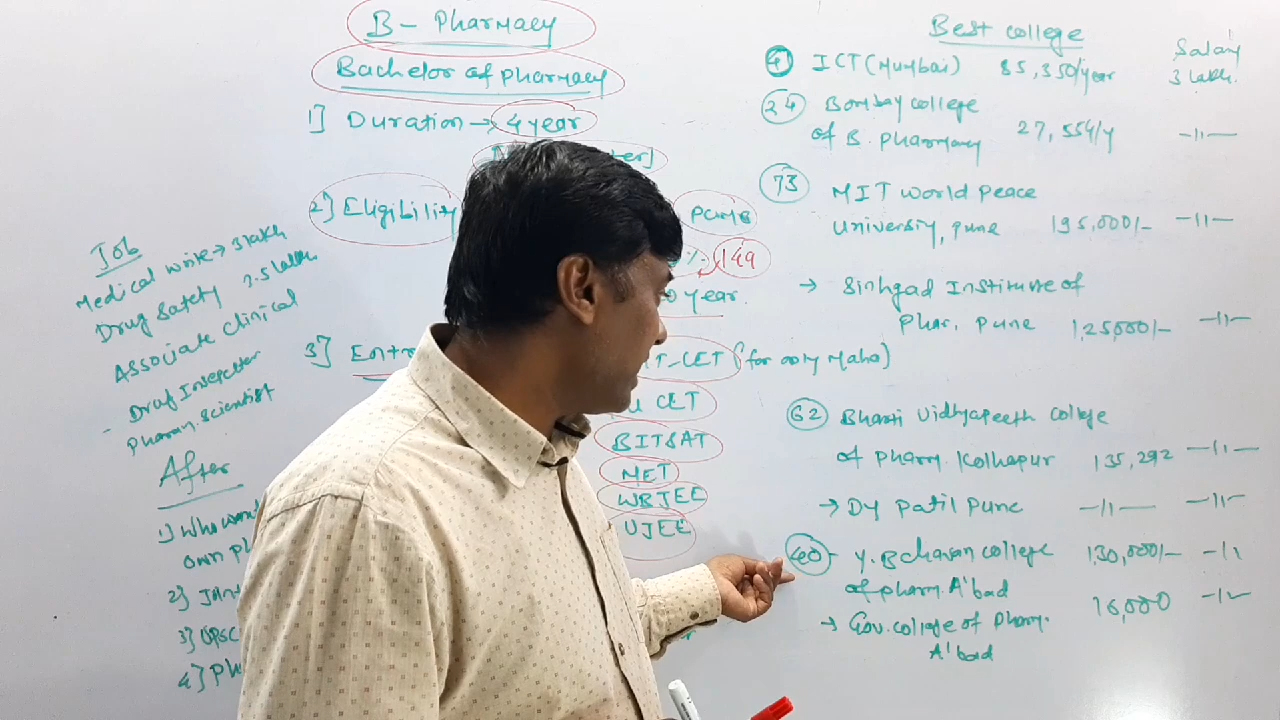 B - Pharmacy
Bachelor of pharmacy
1] Duration → 4 year
2] Eligibility
PCMB
149
year.
3] Entr
T-CET (for only Maha)
CET
BITSAT
MET
WBJEE
UJEE
Job
Medical write → 3 lakh
Drug Safety 2.5 lakh
Associate Clinical
- Drug Inspector
Pharm. Scientist
After
1) Who want
own ph
2)
3) UPSC
4] Ph
Best college
Salary
ICT (Mumbai) 85,350/year 3 lakh.
24 Bombay college
of B. Pharmacy 27,554/y -11-
73 MIT World Peace
University, pune 195,000/- -11-
→ Sinhgad Institute of
Phar. Pune 1,25,000/- -11-
62 Bharti Vidhyapeeth college
of pharm. Kolhapur 135,292 -11-
→ Dy Patil Pune -11- -11-
40 - Y. B Chavan college 130,000/- -11
of pharm. A'bad
→ Gov. college of Pharm. 16,000 -11-
A'bad